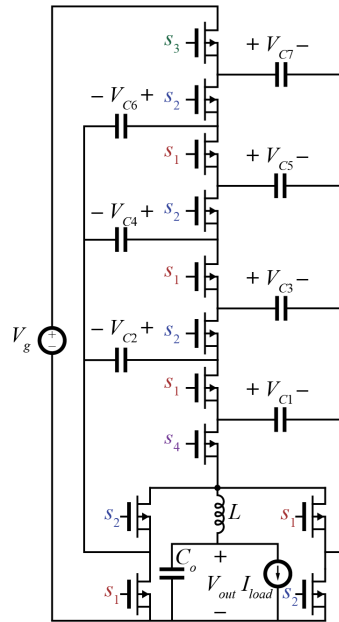 s3 + VC7 −
− VC6 + s2
s1 + VC5 −
− VC4 + s2
s1 + VC3 −
Vg + − − VC2 + s2
s1 + VC1 −
s4
s2 L s1
Co +
s1 Vout Iload s2
−